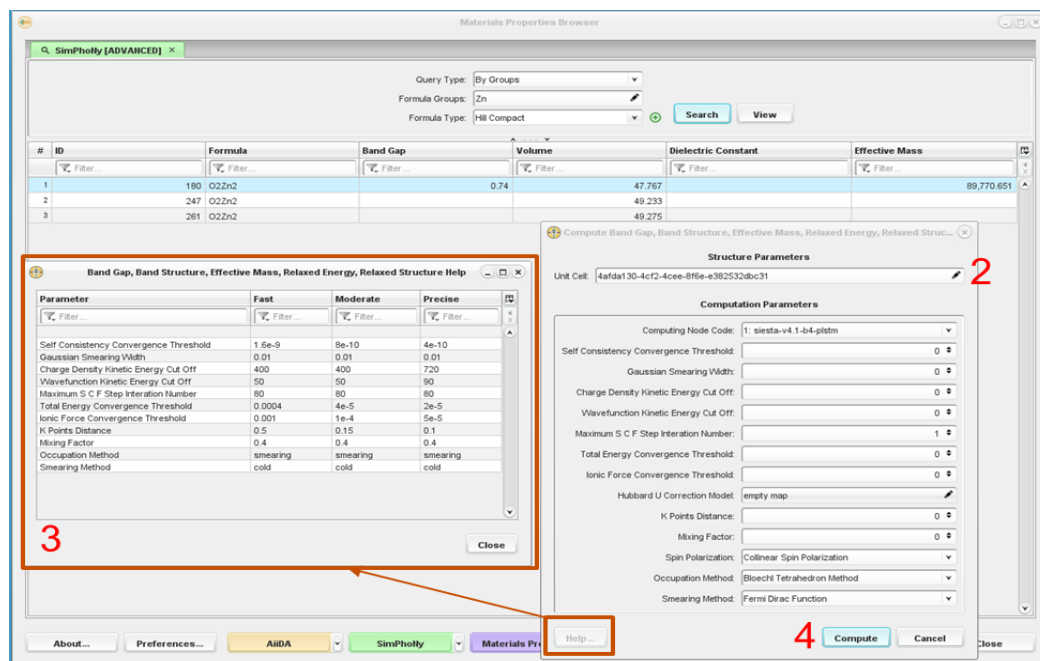 Materials Properties Browser
SimPhoNy [ADVANCED] ×
Query Type: By Groups
Formula Groups: Zn
Formula Type: Hill Compact
Search View
# ID Formula Band Gap Volume Dielectric Constant Effective Mass
Filter... Filter... Filter... Filter... Filter... Filter...
1 180 O2Zn2 0.74 47.767 89,770.651
2 247 O2Zn2 49.233
3 261 O2Zn2 49.275
Compute Band Gap, Band Structure, Effective Mass, Relaxed Energy, Relaxed Struc...
Structure Parameters
Unit Cell: 4afda130-4cf2-4cee-8f6e-e382532dbc31
2
Computation Parameters
Computing Node Code: 1: siesta-v4.1-b4-plstm
Self Consistency Convergence Threshold: 0
Gaussian Smearing Width: 0
Charge Density Kinetic Energy Cut Off: 0
Wavefunction Kinetic Energy Cut Off: 0
Maximum S C F Step Interation Number: 1
Total Energy Convergence Threshold: 0
Ionic Force Convergence Threshold: 0
Hubbard U Correction Model: empty map
K Points Distance: 0
Mixing Factor: 0
Spin Polarization: Collinear Spin Polarization
Occupation Method: Bloechl Tetrahedron Method
Smearing Method: Fermi Dirac Function
Help... 4 Compute Cancel
Band Gap, Band Structure, Effective Mass, Relaxed Energy, Relaxed Structure Help
Parameter Fast Moderate Precise
Filter... Filter... Filter... Filter...
Self Consistency Convergence Threshold 1.6e-9 8e-10 4e-10
Gaussian Smearing Width 0.01 0.01 0.01
Charge Density Kinetic Energy Cut Off 400 400 720
Wavefunction Kinetic Energy Cut Off 50 50 90
Maximum S C F Step Interation Number 80 80 80
Total Energy Convergence Threshold 0.0004 4e-5 2e-5
Ionic Force Convergence Threshold 0.001 1e-4 5e-5
K Points Distance 0.5 0.15 0.1
Mixing Factor 0.4 0.4 0.4
Occupation Method smearing smearing smearing
Smearing Method cold cold cold
3
Close
About... Preferences... AiiDA SimPhoNy Materials Pr Close